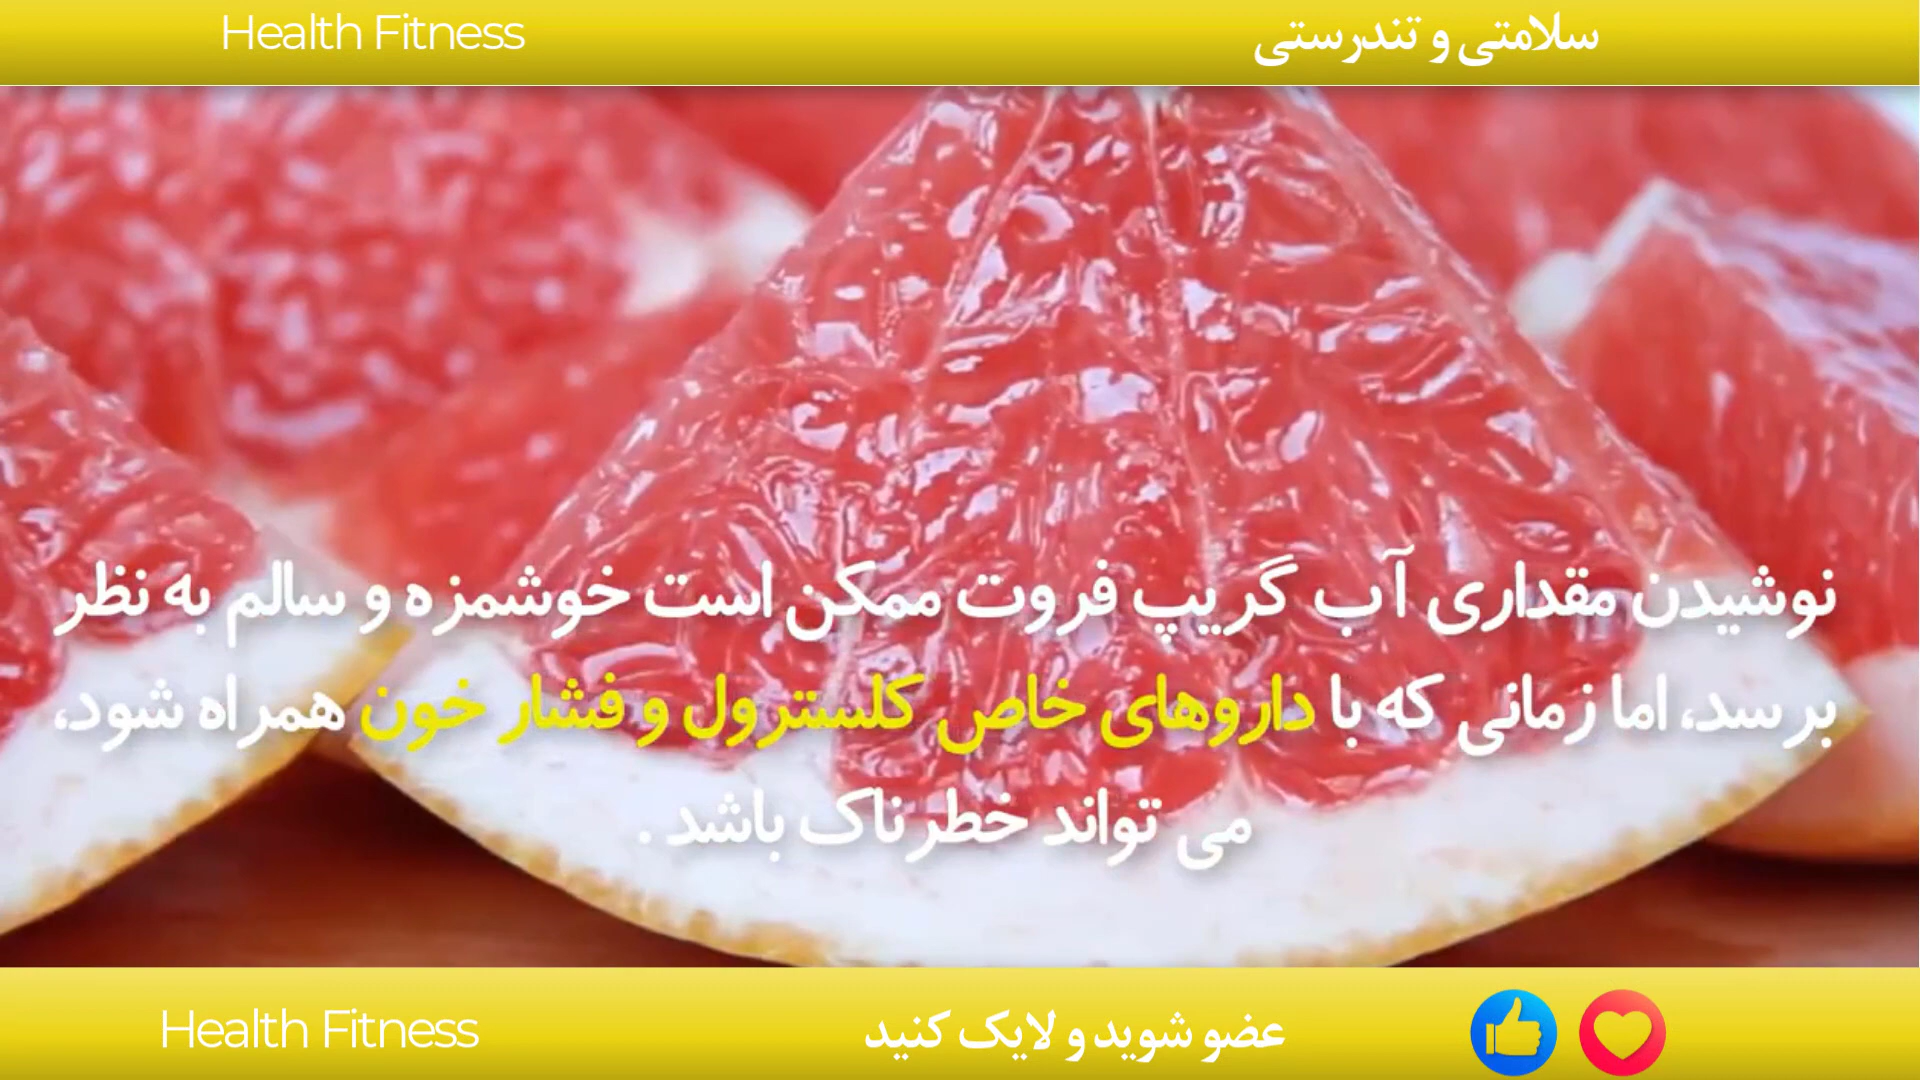 Health Fitness
سلامتی و تندرستی
نوشیدن مقداری آب گریپ فروت ممکن است خوشمزه و سالم به نظر
برسد، اما زمانی که با داروهای خاص کلسترول و فشار خون همراه شود،
می تواند خطرناک باشد .
Health Fitness
عضو شوید و لایک کنید